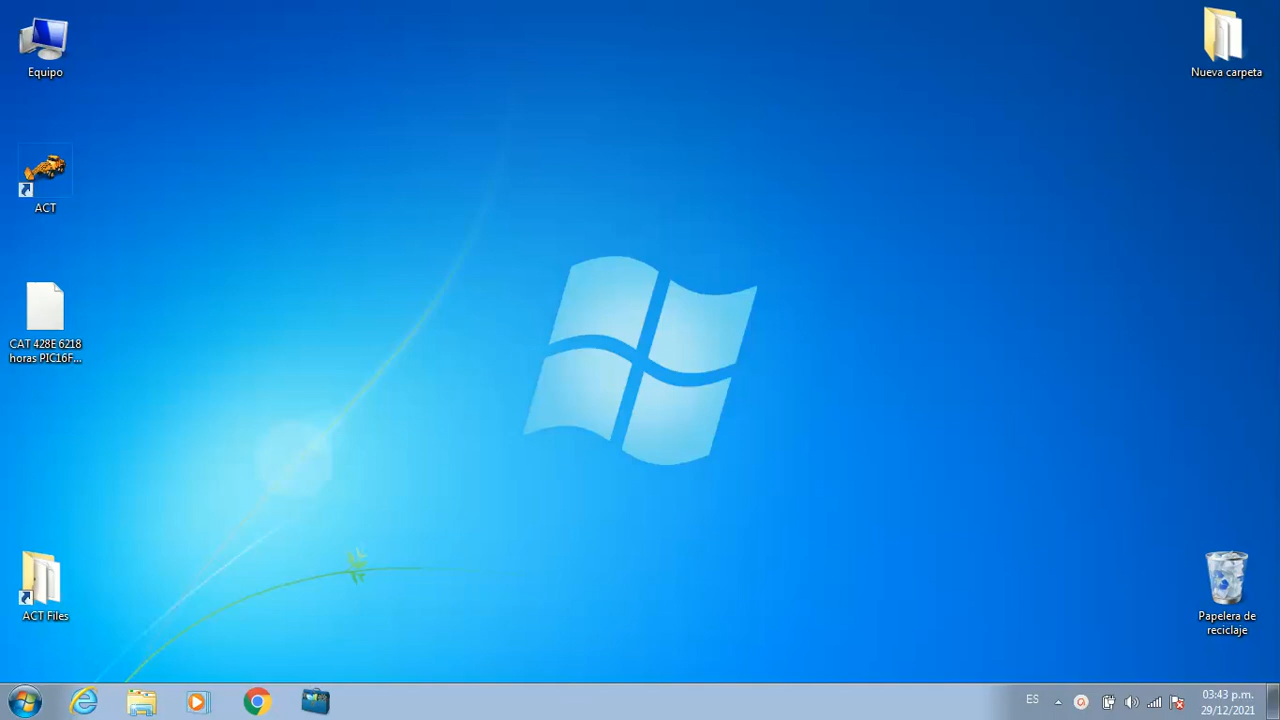 Equipo
Nueva carpeta
ACT
CAT 428E 6218
horas PIC16F...
ACT Files
Papelera de
reciclaje
ES
03:43 p.m.
29/12/2021